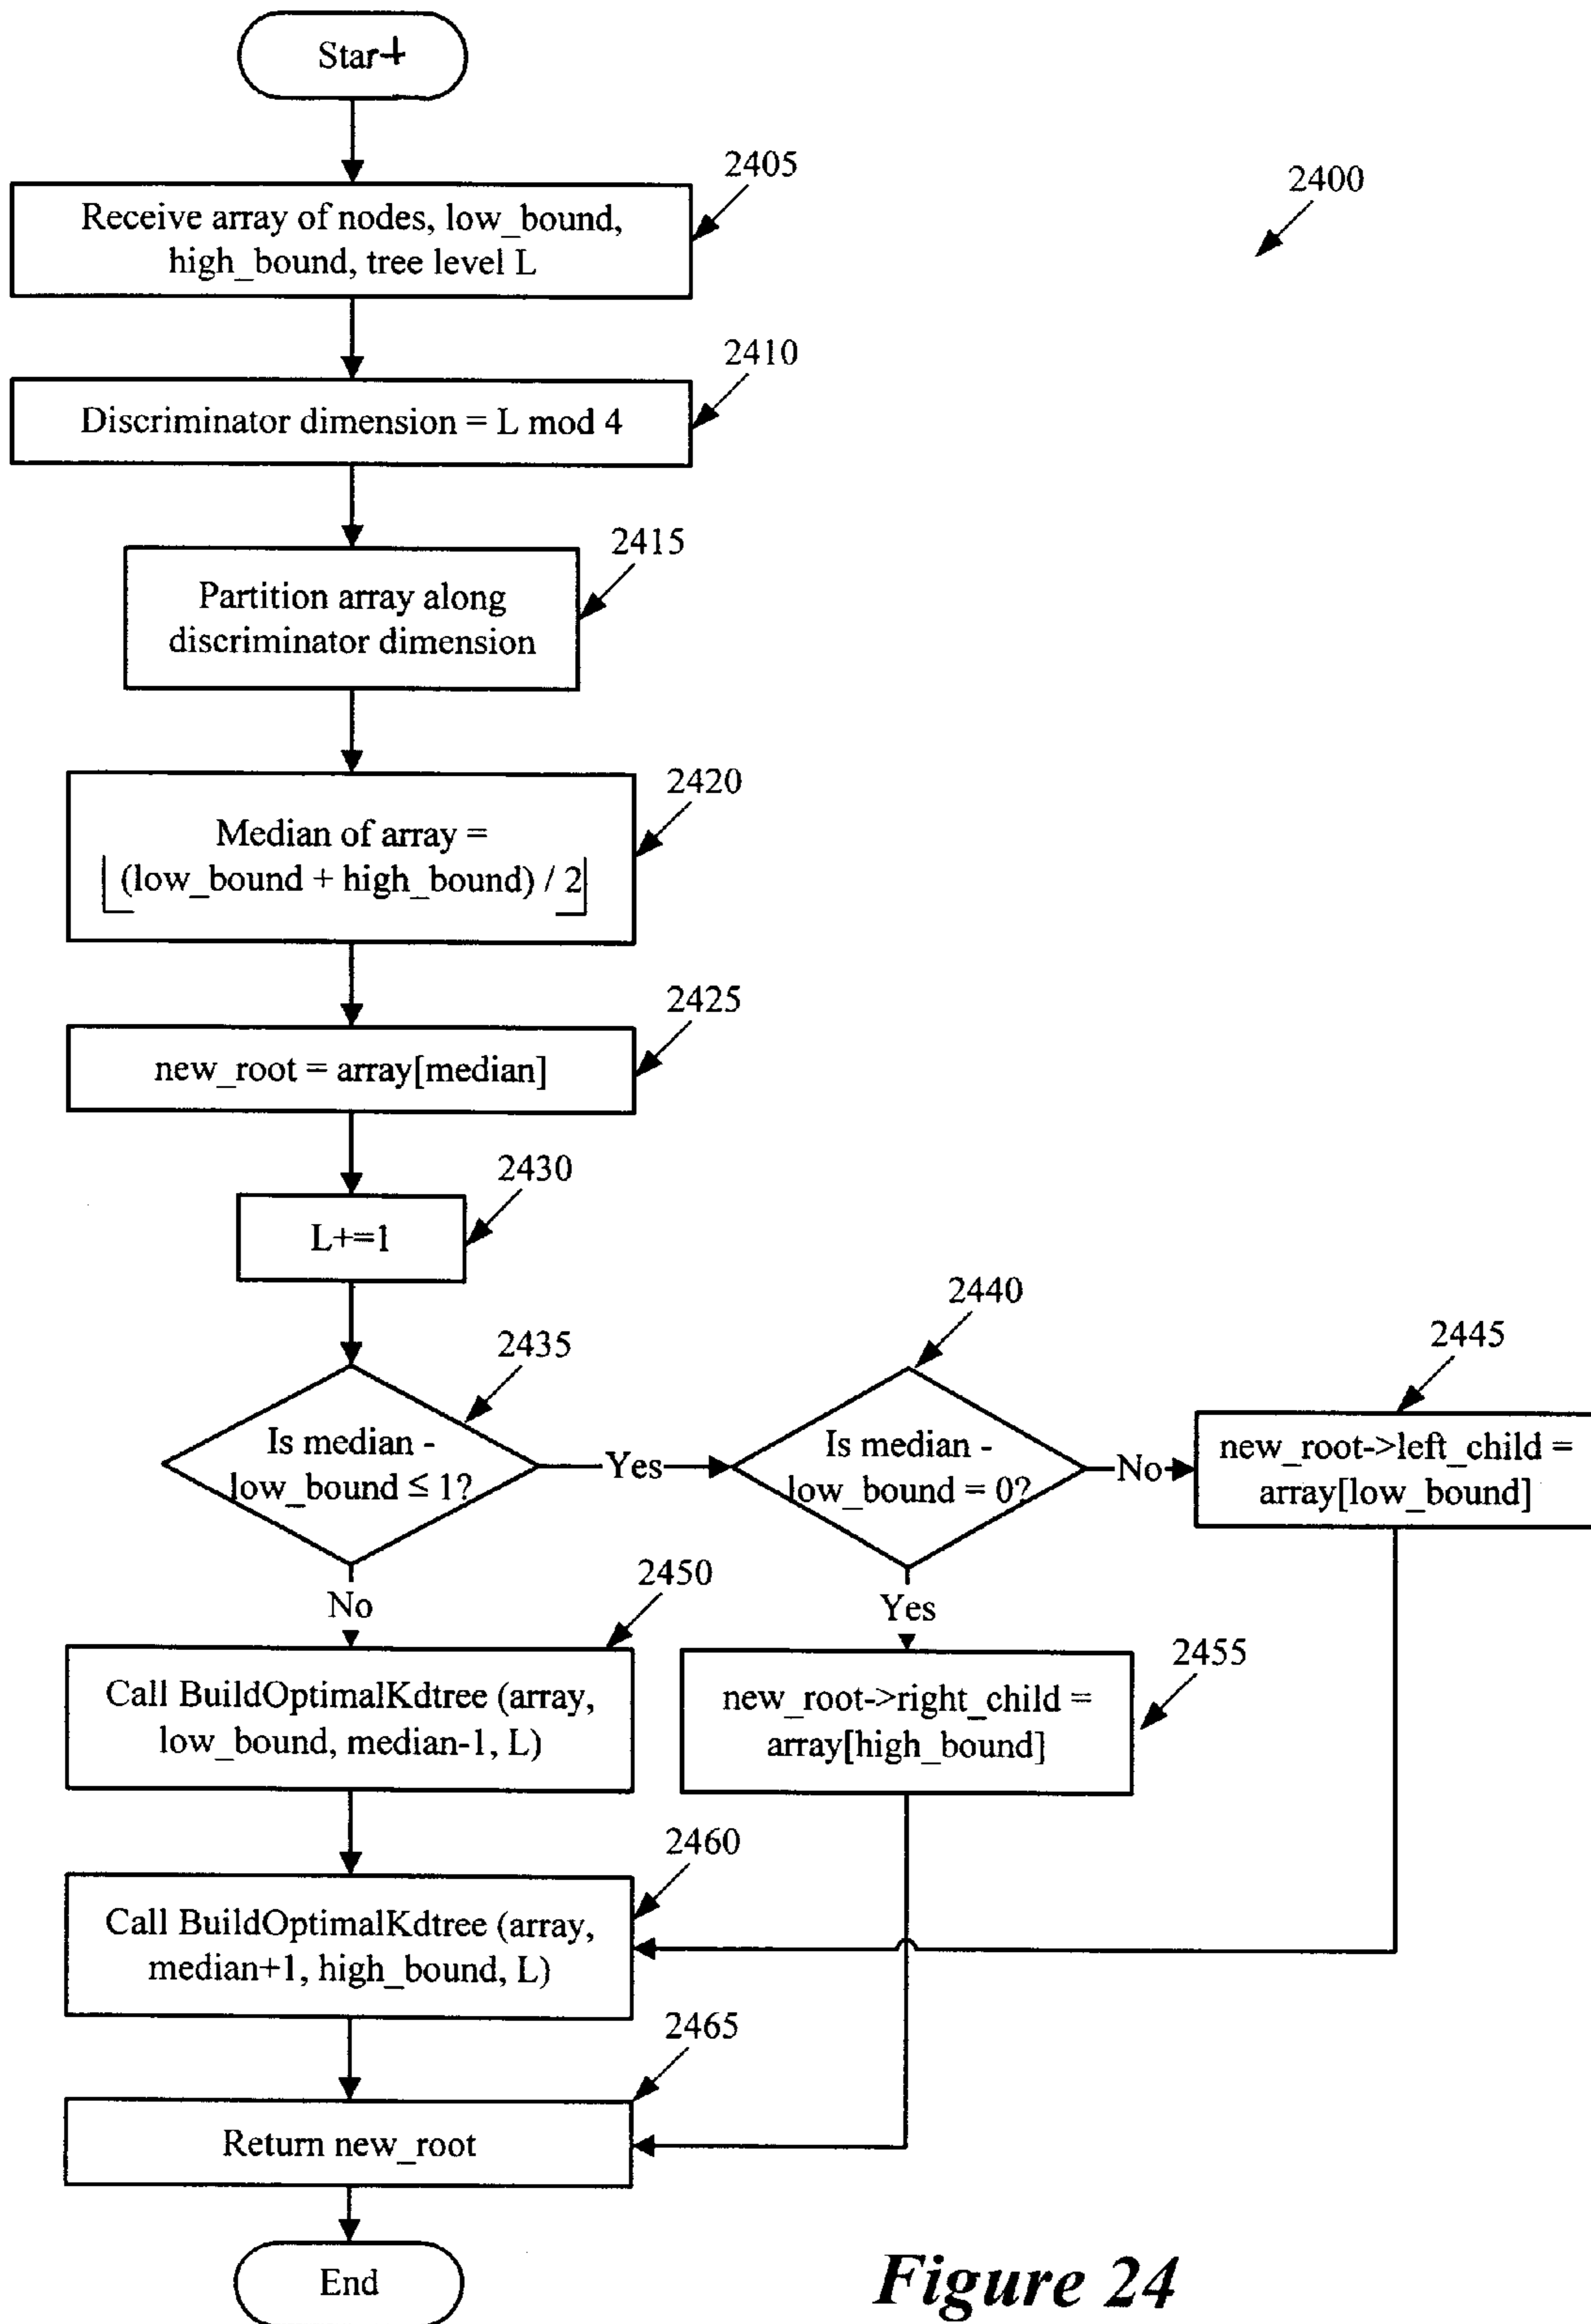 Start
2405
Receive array of nodes, low_bound,
high_bound, tree level L
2400
2410
Discriminator dimension = L mod 4
2415
Partition array along
discriminator dimension
2420
Median of array =
⌊(low_bound + high_bound) / 2⌋
2425
new_root = array[median]
2430
L+=1
2435
Is median -
low_bound ≤ 1?
Yes
2440
Is median -
low_bound = 0?
No
2445
new_root->left_child =
array[low_bound]
No
2450
Call BuildOptimalKdtree (array,
low_bound, median-1, L)
Yes
2455
new_root->right_child =
array[high_bound]
2460
Call BuildOptimalKdtree (array,
median+1, high_bound, L)
2465
Return new_root
End
Figure 24